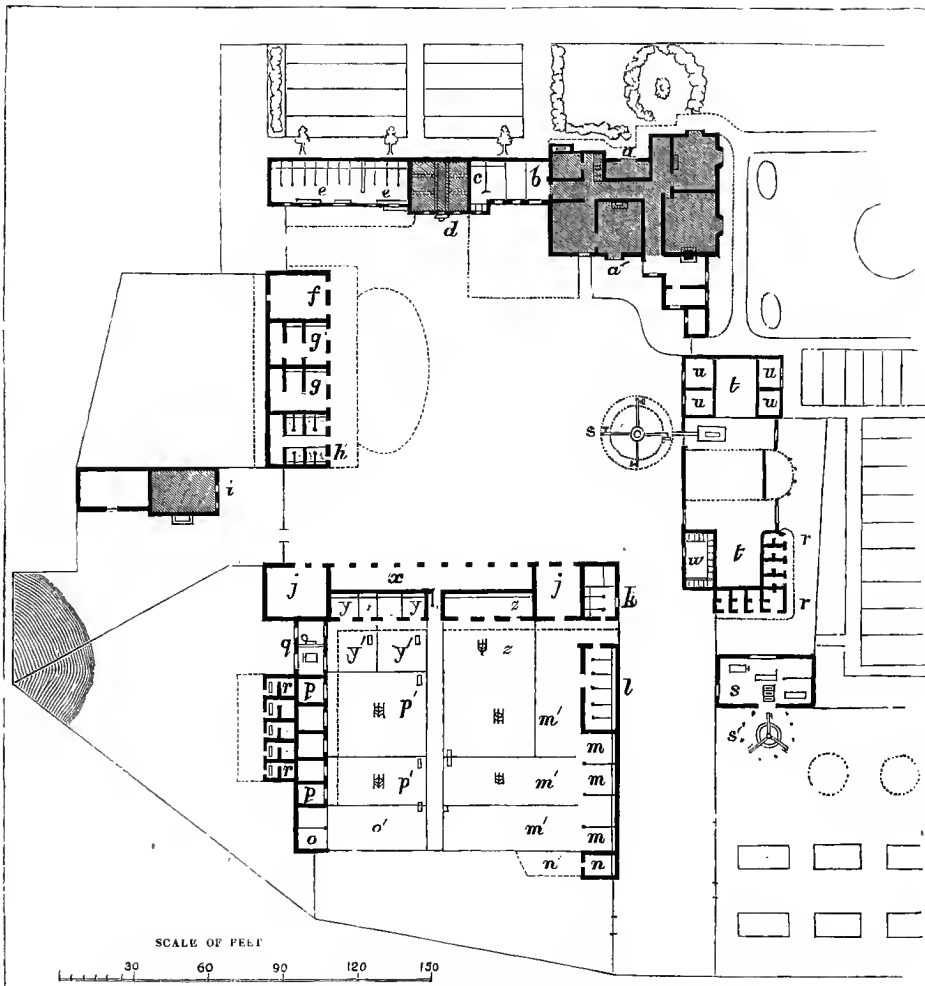 a
c b
e e
d
a'
f
g
g
u t u
u u
s
h
i
r
w t
j x j k
r
y y z
q
y' y' z
l
s
r p p' m'
s'
m
p' m' m
r
p
o' m' m
o
n' n
SCALE OF FEET
30 60 90 120 150